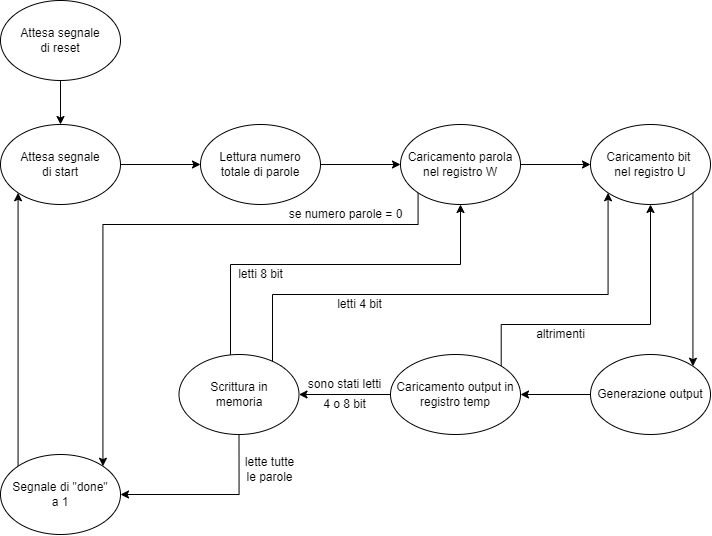 Attesa segnale
di reset
Attesa segnale
di start
Lettura numero
totale di parole
Caricamento parola
nel registro W
Caricamento bit
nel registro U
se numero parole = 0
letti 8 bit
letti 4 bit
altrimenti
Scrittura in
memoria
sono stati letti
4 o 8 bit
Caricamento output in
registro temp
Generazione output
lette tutte
le parole
Segnale di "done"
a 1